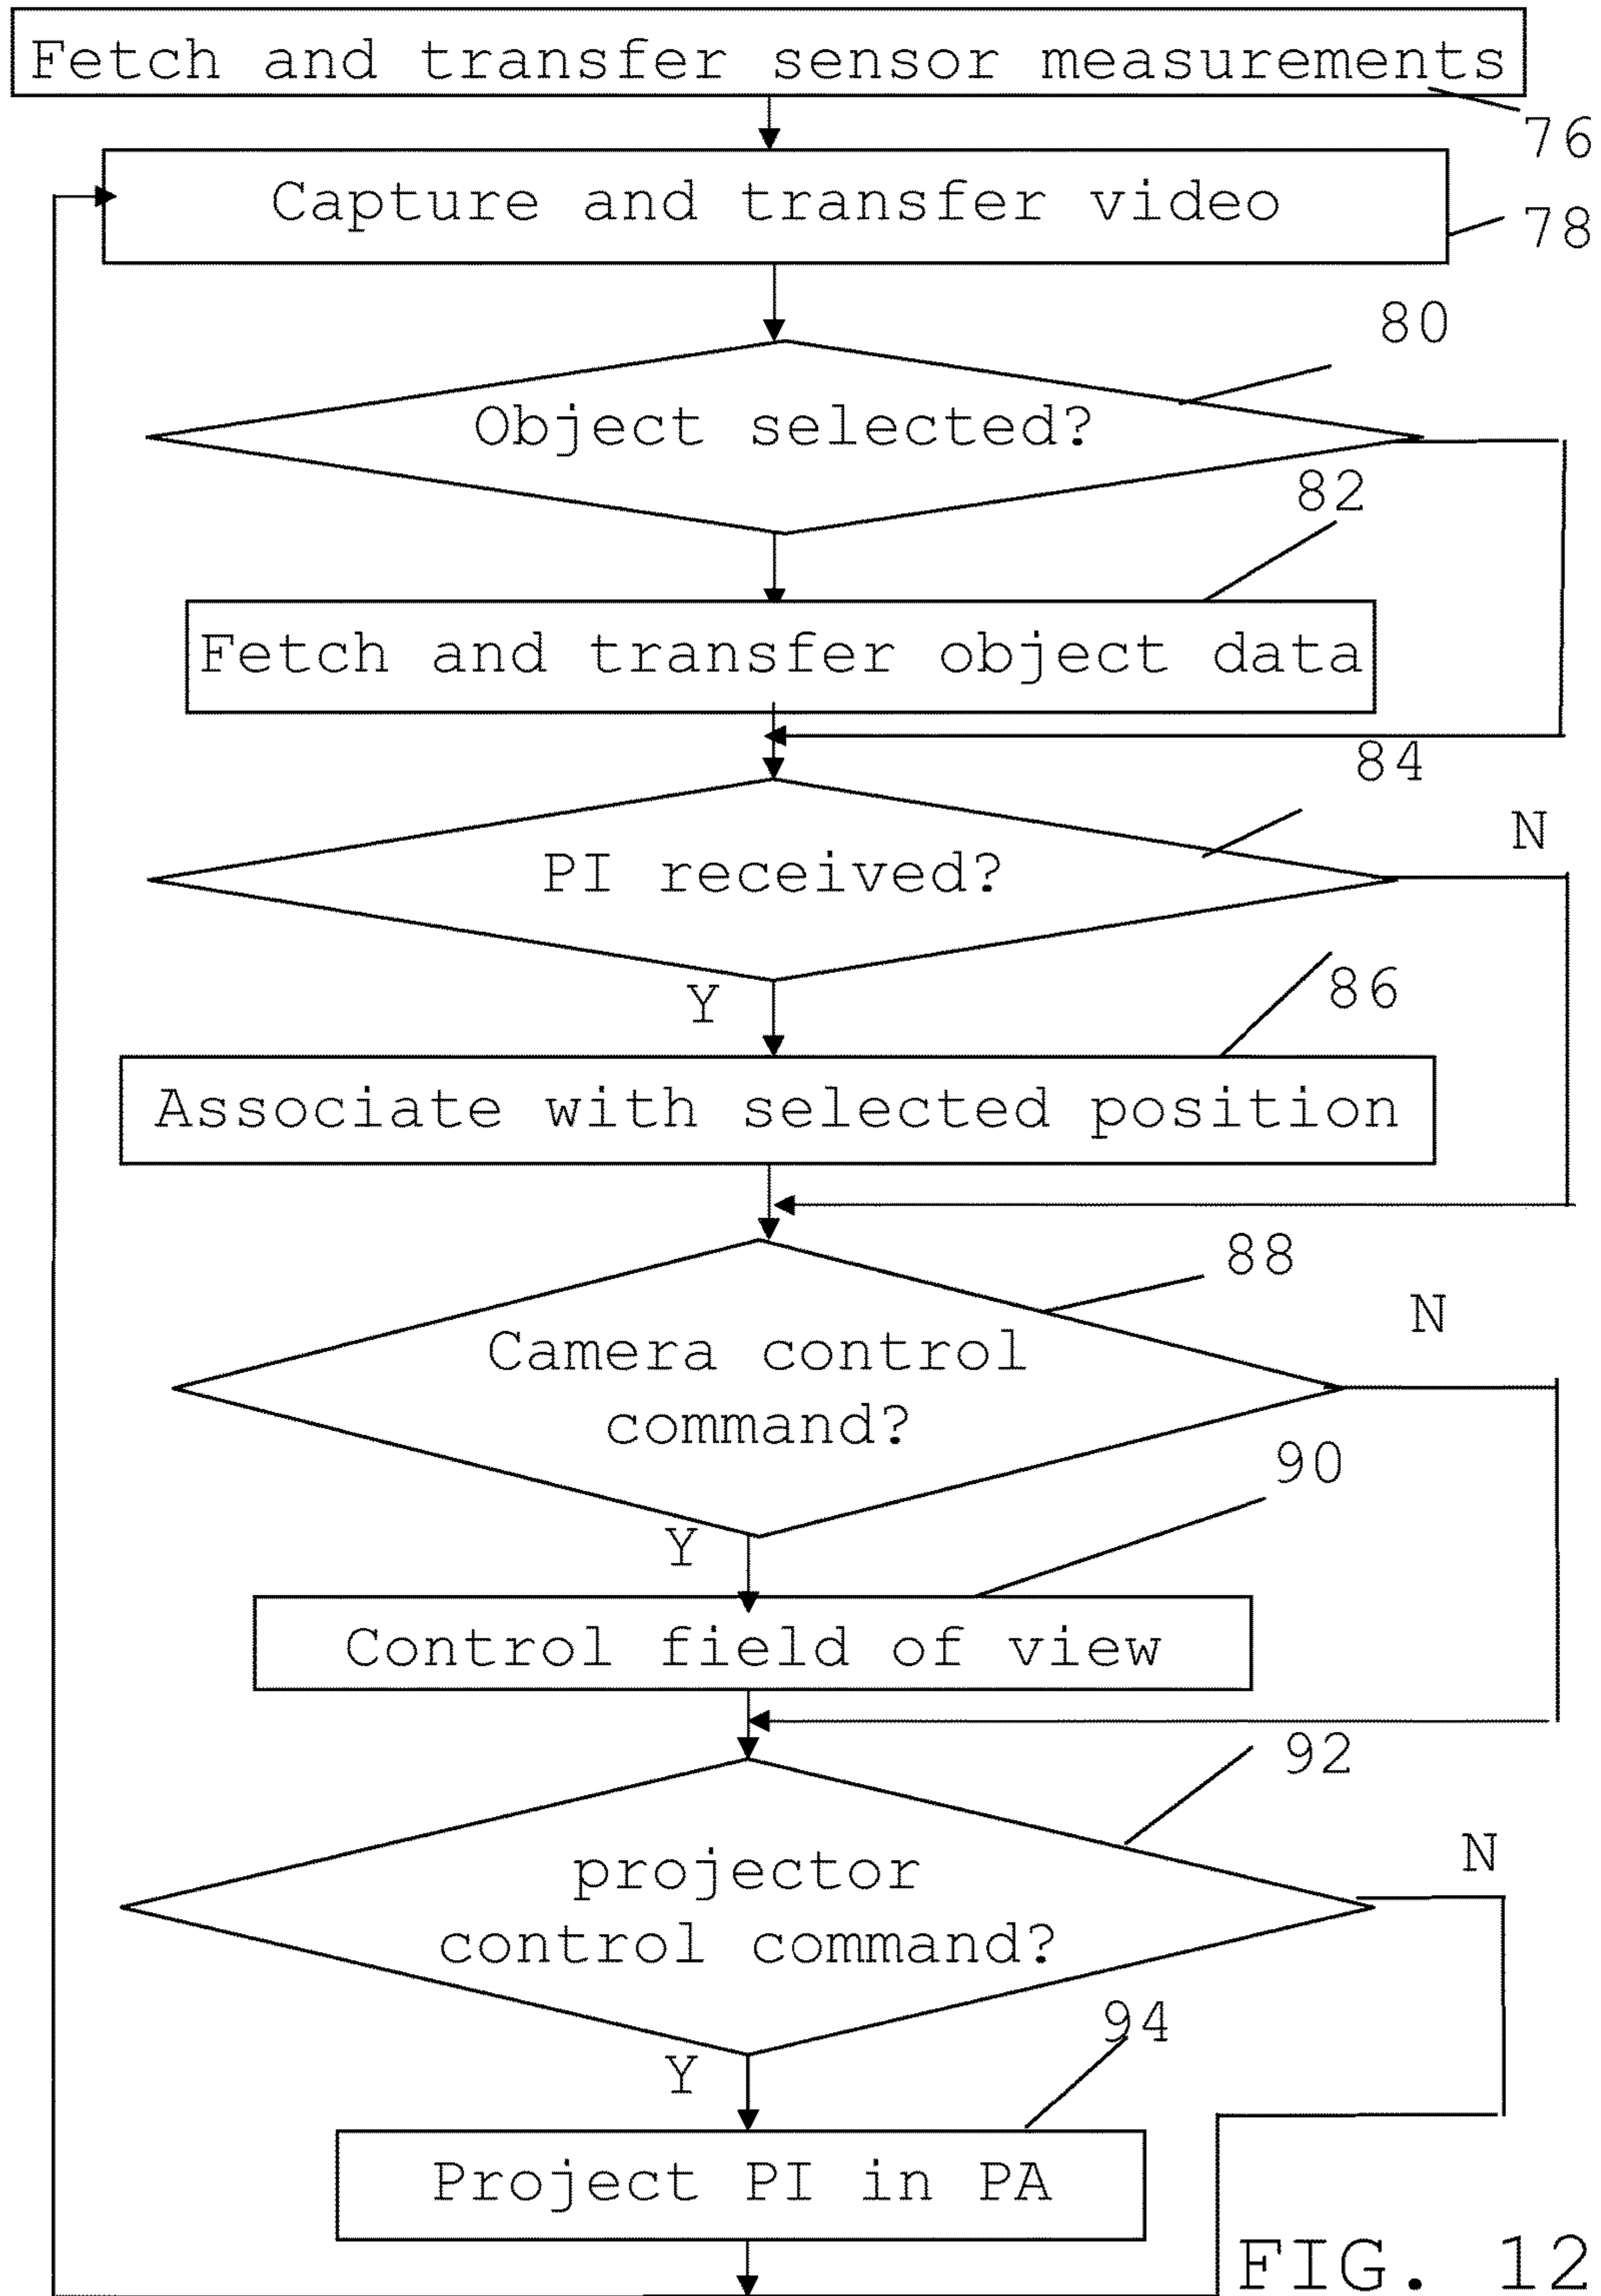 Fetch and transfer sensor measurements
76
Capture and transfer video
78
80
Object selected?
82
Fetch and transfer object data
84
N
PI received?
86
Y
Associate with selected position
88
N
Camera control
command?
90
Y
Control field of view
92
N
projector
control command?
94
Y
Project PI in PA
FIG. 12